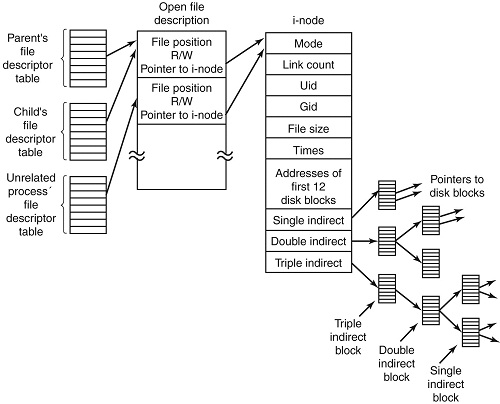 Open file
description
i-node
Parent's
file
descriptor
table
File position
R/W
Pointer to i-node
File position
R/W
Pointer to i-node
Child's
file
descriptor
table
Unrelated
process´
file
descriptor
table
Mode
Link count
Uid
Gid
File size
Times
Addresses of
first 12
disk blocks
Single indirect
Double indirect
Triple indirect
Pointers to
disk blocks
Triple
indirect
block
Double
indirect
block
Single
indirect
block